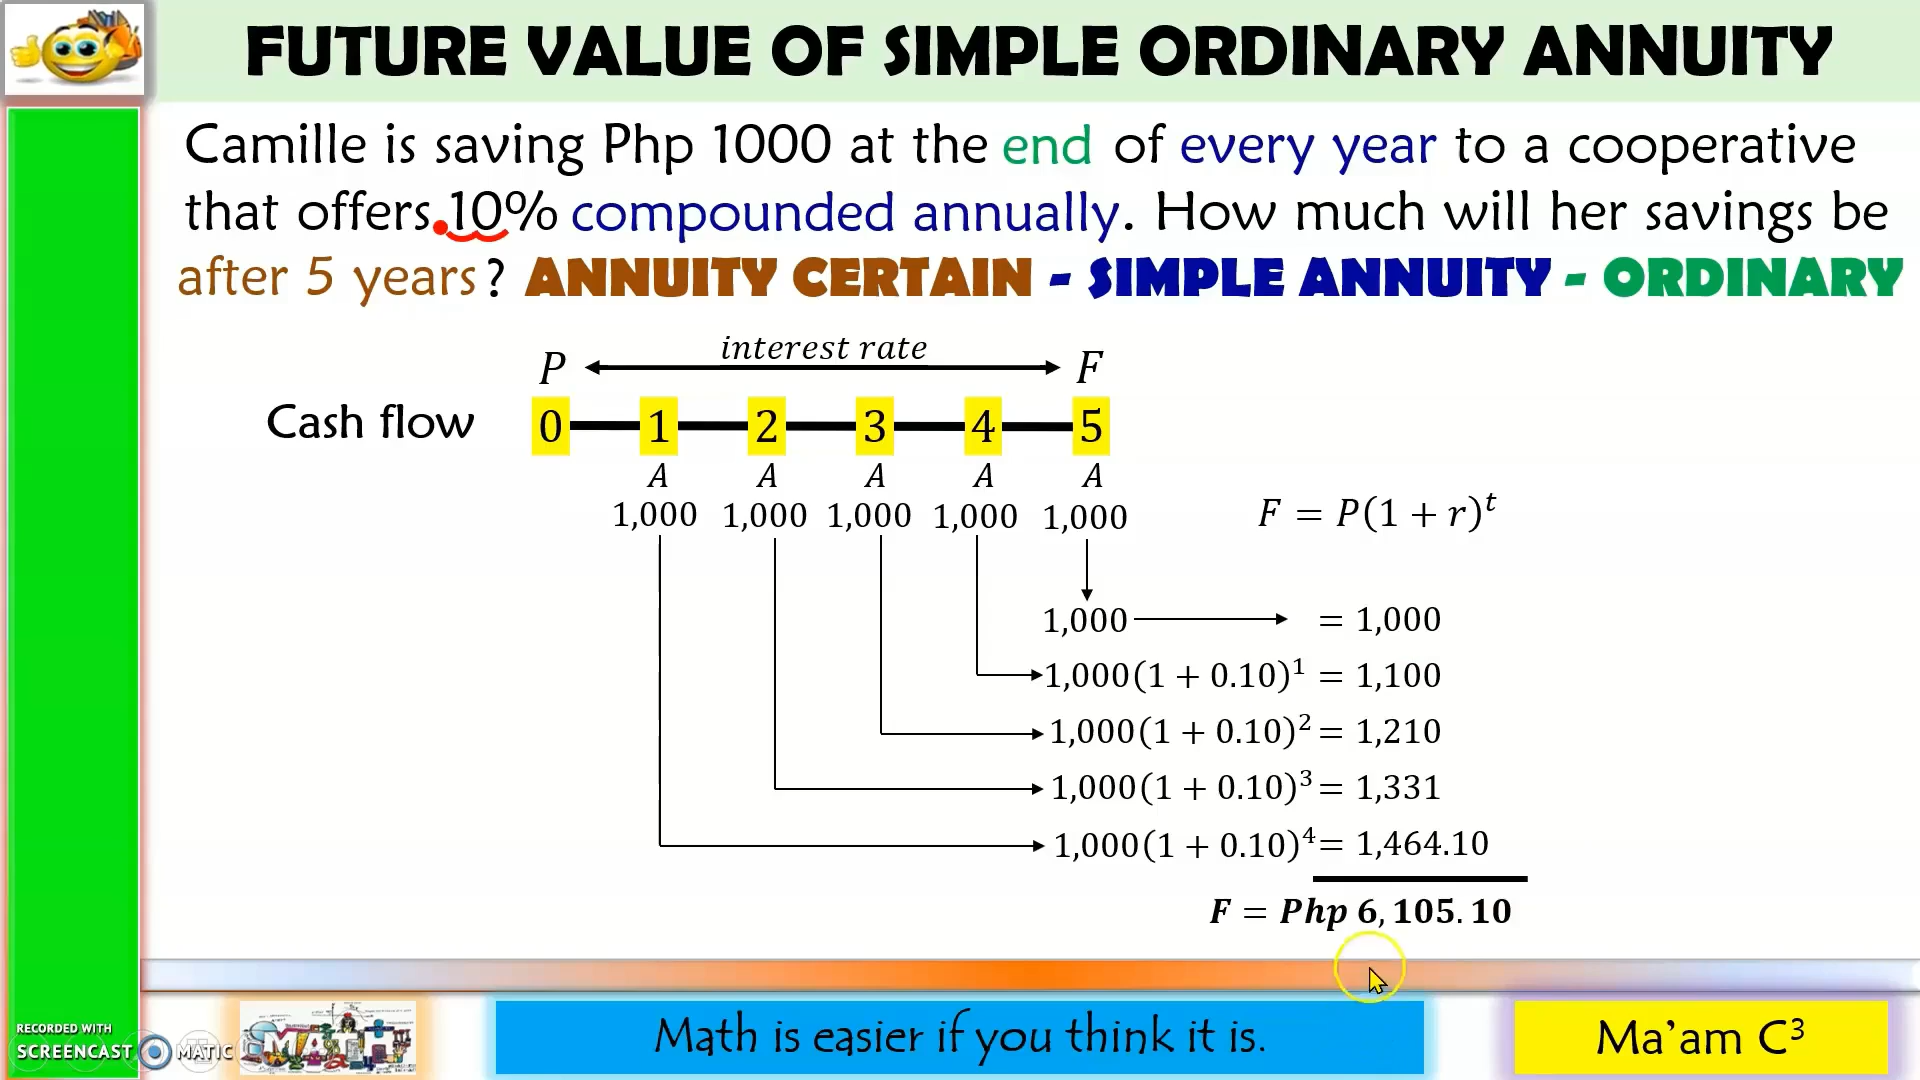 FUTURE VALUE OF SIMPLE ORDINARY ANNUITY
Camille is saving Php 1000 at the end of every year to a cooperative
that offers .10% compounded annually. How much will her savings be
after 5 years? ANNUITY CERTAIN - SIMPLE ANNUITY - ORDINARY
P interest rate F
Cash flow 0 1 2 3 4 5
A A A A A
1,000 1,000 1,000 1,000 1,000
F = P(1 + r)^t
1,000 = 1,000
1,000(1 + 0.10)^1 = 1,100
1,000(1 + 0.10)^2 = 1,210
1,000(1 + 0.10)^3 = 1,331
1,000(1 + 0.10)^4 = 1,464.10
F = Php 6,105.10
RECORDED WITH
SCREENCAST MATIC
MATH
Math is easier if you think it is.
Ma'am C³